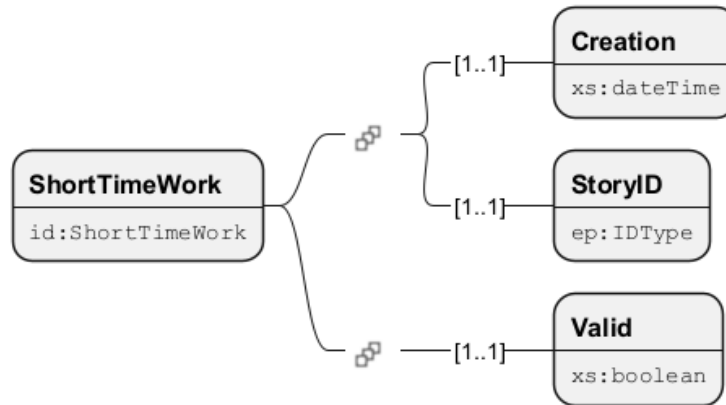 Creation
[1..1]
xs:dateTime
ShortTimeWork
id:ShortTimeWork
StoryID
[1..1]
ep:IDType
Valid
[1..1]
xs:boolean